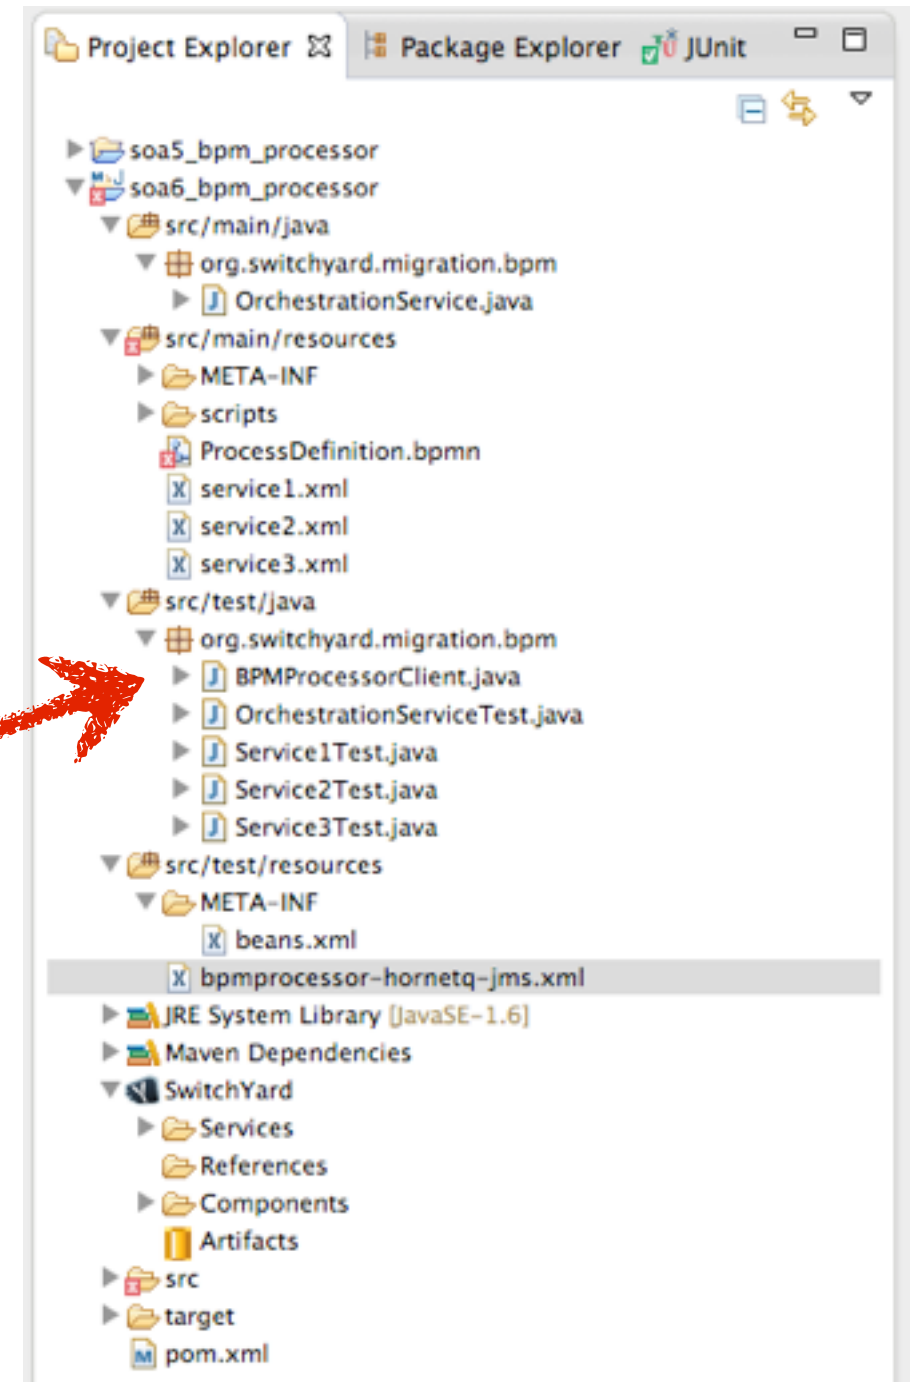 Project Explorer Package Explorer JUnit
soa5_bpm_processor
soa6_bpm_processor
src/main/java
org.switchyard.migration.bpm
OrchestrationService.java
src/main/resources
META-INF
scripts
ProcessDefinition.bpmn
service1.xml
service2.xml
service3.xml
src/test/java
org.switchyard.migration.bpm
BPMProcessorClient.java
OrchestrationServiceTest.java
Service1Test.java
Service2Test.java
Service3Test.java
src/test/resources
META-INF
beans.xml
bpmprocessor-hornetq-jms.xml
JRE System Library [JavaSE-1.6]
Maven Dependencies
SwitchYard
Services
References
Components
Artifacts
src
target
pom.xml